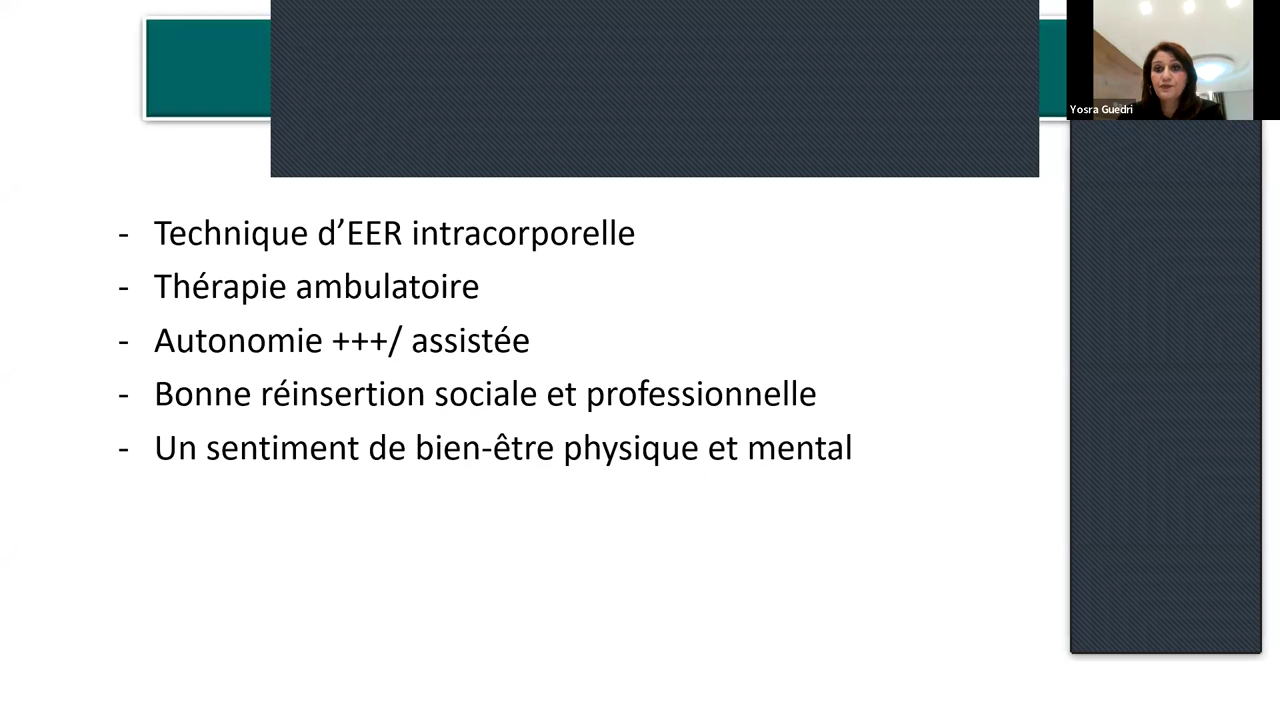 Yosra Guedri
- Technique d’EER intracorporelle
- Thérapie ambulatoire
- Autonomie +++/ assistée
- Bonne réinsertion sociale et professionnelle
- Un sentiment de bien-être physique et mental